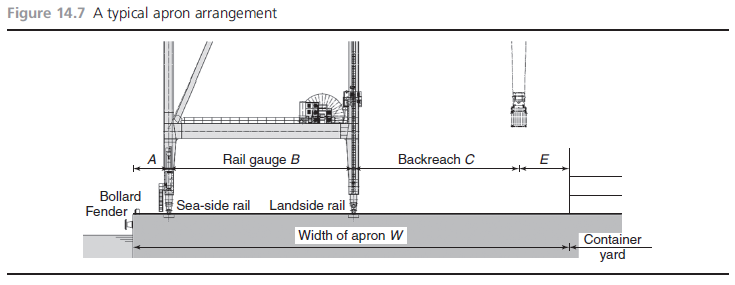 Figure 14.7 A typical apron arrangement
A
Rail gauge B
Backreach C
E
Bollard
Fender
Sea-side rail
Landside rail
Width of apron W
Container
yard